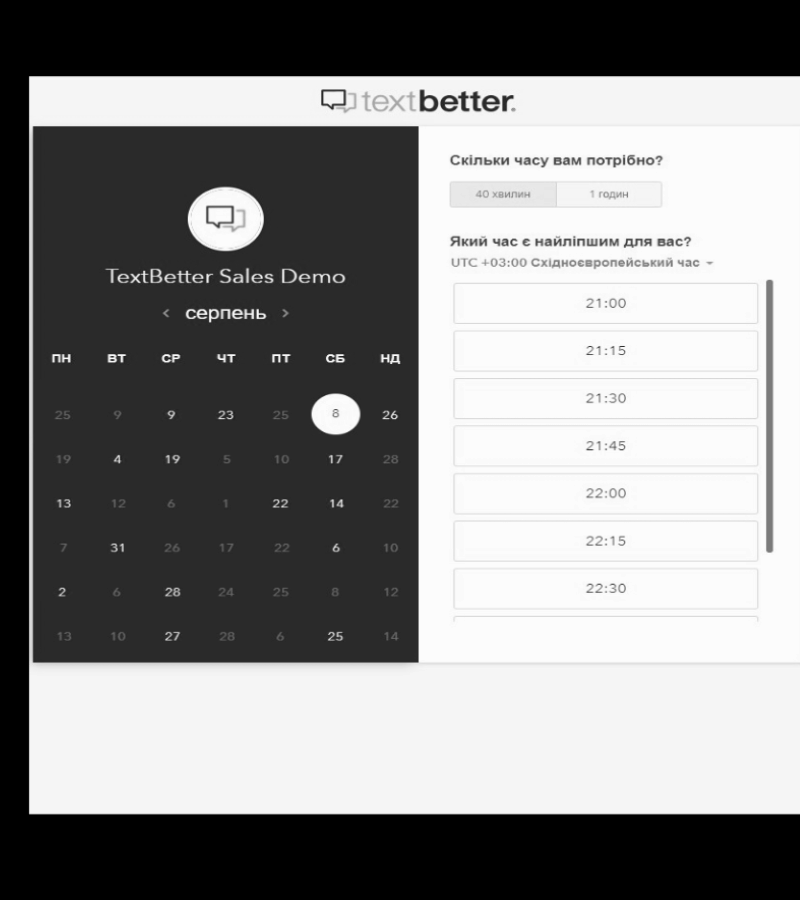 textbetter.
TextBetter Sales Demo
‹ серпень ›
ПН ВТ СР ЧТ ПТ СБ НД
25 9 9 23 25 8 26
19 4 19 5 10 17 28
13 12 6 1 22 14 22
7 31 26 17 22 6 10
2 6 28 24 25 8 12
13 10 27 28 6 25 14
Скільки часу вам потрібно?
40 хвилин 1 годин
Який час є найліпшим для вас?
UTC +03:00 Східноєвропейський час
21:00
21:15
21:30
21:45
22:00
22:15
22:30